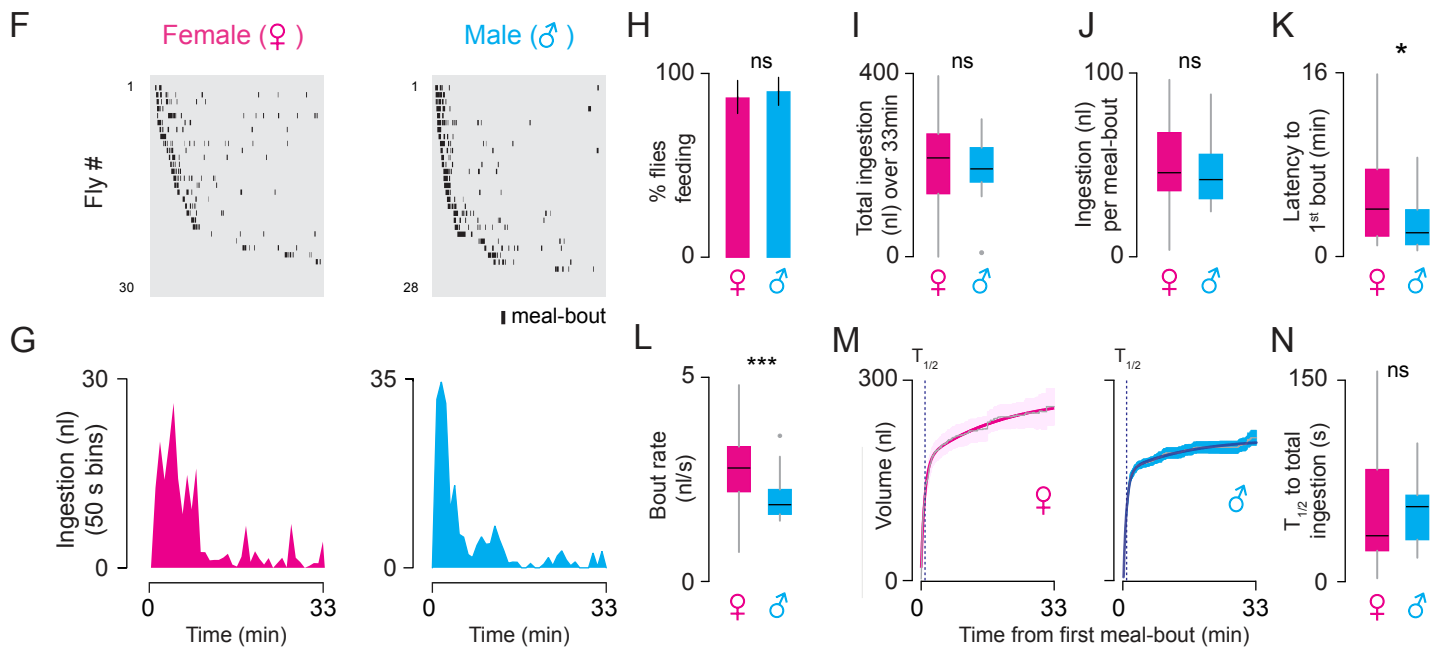 F
Female (♀)
Male (♂)
Fly #
1
30
1
28
meal-bout
G
Ingestion (nl)
(50 s bins)
30
0
0
33
Time (min)
35
0
0
33
Time (min)
H
ns
% flies
feeding
100
0
♀ ♂
I
ns
Total ingestion
(nl) over 33min
400
0
♀ ♂
J
ns
Ingestion (nl)
per meal-bout
100
0
♀ ♂
K
*
Latency to
1st bout (min)
16
0
♀ ♂
L
***
Bout rate
(nl/s)
5
0
♀ ♂
M
T1/2
Volume (nl)
300
0
♀
0
33
T1/2
♂
0
33
Time from first meal-bout (min)
N
ns
T1/2 to total
ingestion (s)
150
0
♀ ♂